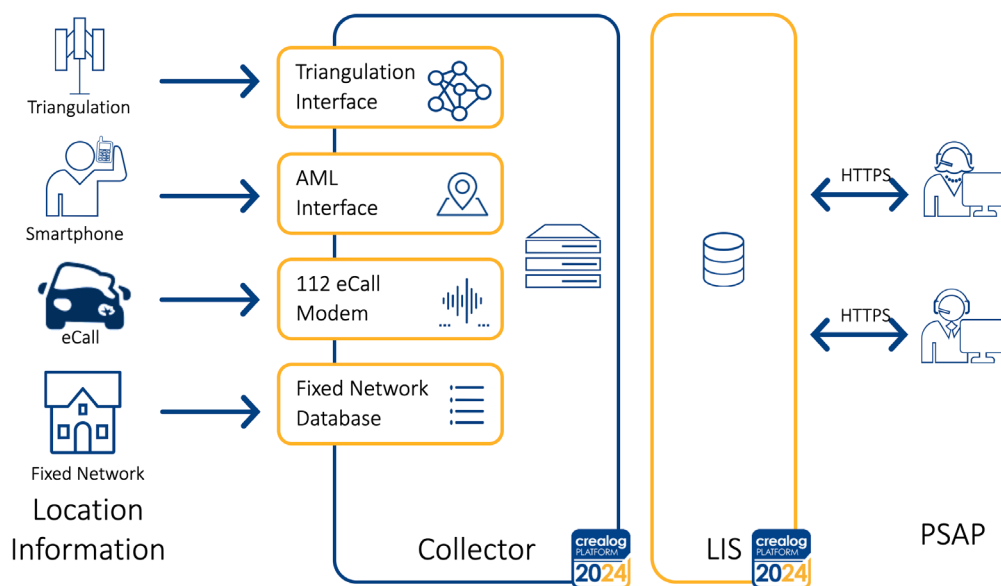 Triangulation
Smartphone
eCall
Fixed Network
Location
Information
Triangulation
Interface
AML
Interface
112 eCall
Modem
...
...
Fixed Network
Database
Collector
crealog
PLATFORM
2024
LIS
crealog
PLATFORM
2024
HTTPS
HTTPS
PSAP